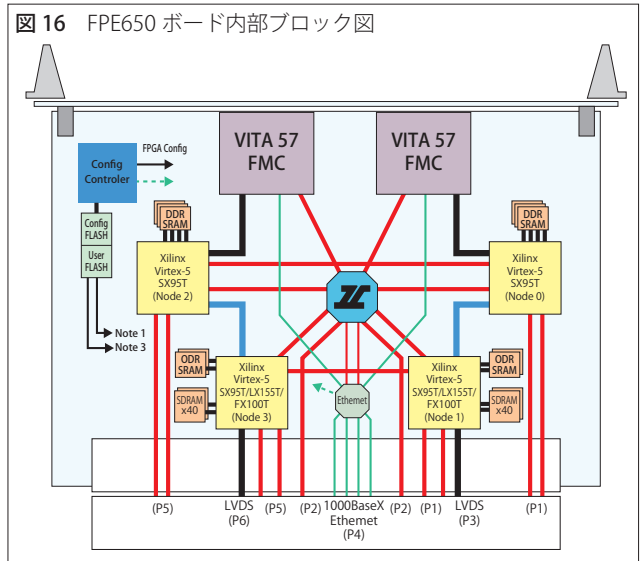 図 16 FPE650 ボード内部ブロック図
VITA 57
FMC
VITA 57
FMC
Config
Controler
FPGA Config
Config
FLASH
User
FLASH
DDR
SRAM
DDR
SRAM
Xilinx
Virtex-5
SX95T
(Node 2)
Xilinx
Virtex-5
SX95T
(Node 0)
Note 1
Note 3
ODR
SRAM
SDRAM
x40
Xilinx
Virtex-5
SX95T/LX155T/
FX100T
(Node 3)
Ethernet
Xilinx
Virtex-5
SX95T/LX155T/
FX100T
(Node 1)
ODR
SRAM
SDRAM
x40
(P5)
LVDS
(P6)
(P5)
(P2)
1000BaseX
Ethemet
(P4)
(P2)
(P1)
LVDS
(P3)
(P1)